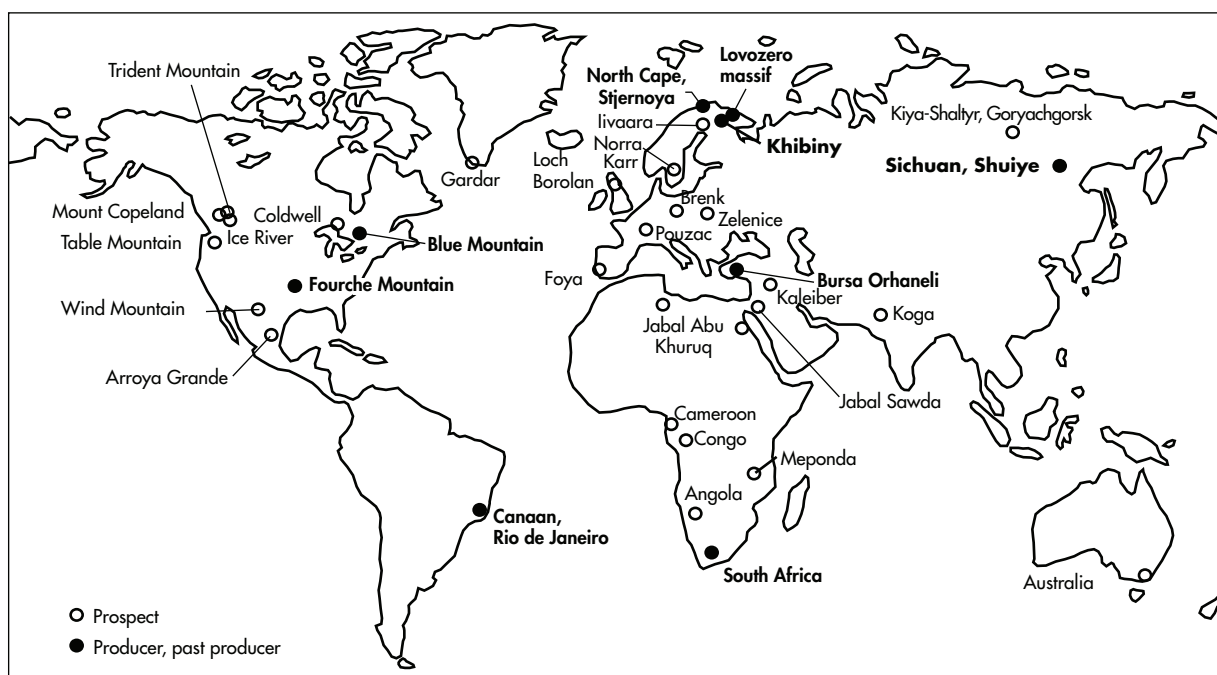 Trident Mountain
North Cape,
Stjernoya
Lovozero
massif
Iivaara
Khibiny
Kiya-Shaltyr, Goryachgorsk
Norra
Karr
Sichuan, Shuiye
Loch
Borolan
Gardar
Mount Copeland
Coldwell
Brenk
Zelenice
Table Mountain
Ice River
Blue Mountain
Pouzac
Foya
Bursa Orhaneli
Fourche Mountain
Kaleiber
Wind Mountain
Koga
Jabal Abu
Khuruq
Arroya Grande
Jabal Sawda
Cameroon
Congo
Meponda
Angola
Canaan,
Rio de Janeiro
South Africa
Australia
Prospect
Producer, past producer